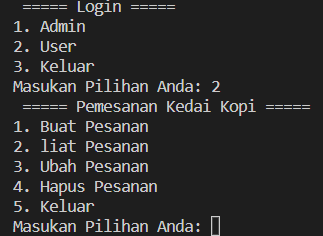 ===== Login =====
1. Admin
2. User
3. Keluar
Masukan Pilihan Anda: 2
===== Pemesanan Kedai Kopi =====
1. Buat Pesanan
2. liat Pesanan
3. Ubah Pesanan
4. Hapus Pesanan
5. Keluar
Masukan Pilihan Anda: